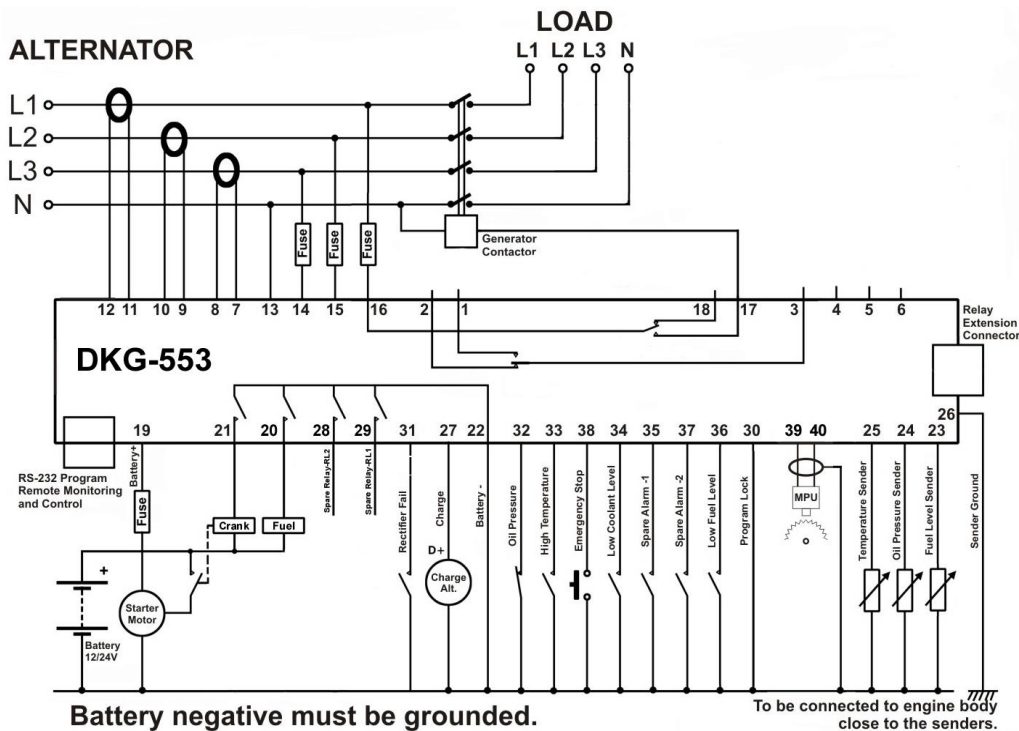 LOAD
ALTERNATOR
L1 L2 L3 N
L1
L2
L3
N
Fuse
Fuse
Fuse
Generator
Contactor
12 11 10 9 8 7 13 14 15 16 2 1 18 17 3 4 5 6
Relay
Extension
Connector
DKG-553
26
19 21 20 28 29 31 27 22 32 33 38 34 35 37 36 30 39 40 25 24 23
RS-232 Program
Remote Monitoring
and Control
Battery+
Fuse
Crank
Fuel
Spare Relay-RL2
Spare Relay-RL1
Rectifier Fail
Charge
Battery -
Oil Pressure
High Temperature
Emergency Stop
Low Coolant Level
Spare Alarm -1
Spare Alarm -2
Low Fuel Level
Program Lock
MPU
Temperature Sender
Oil Pressure Sender
Fuel Level Sender
Sender Ground
+
D+
Charge
Alt.
Starter
Motor
Battery
12/24V
Battery negative must be grounded.
To be connected to engine body
close to the senders.